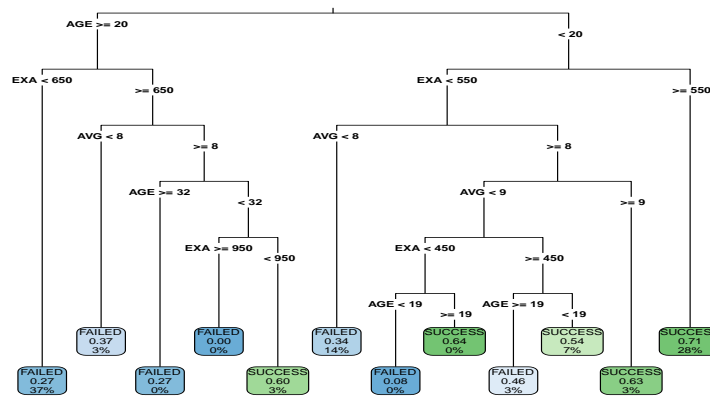 AGE >= 20
< 20
EXA < 650
>= 650
EXA < 550
>= 550
AVG < 8
>= 8
AVG < 8
>= 8
AGE >= 32
< 32
AVG < 9
>= 9
EXA >= 950
< 950
EXA < 450
>= 450
AGE < 19
>= 19
AGE >= 19
< 19
FAILED
0.37
3%
FAILED
0.00
0%
FAILED
0.34
14%
SUCCESS
0.64
0%
SUCCESS
0.54
7%
SUCCESS
0.71
28%
FAILED
0.27
37%
FAILED
0.27
0%
SUCCESS
0.60
3%
FAILED
0.08
0%
FAILED
0.46
3%
SUCCESS
0.63
3%